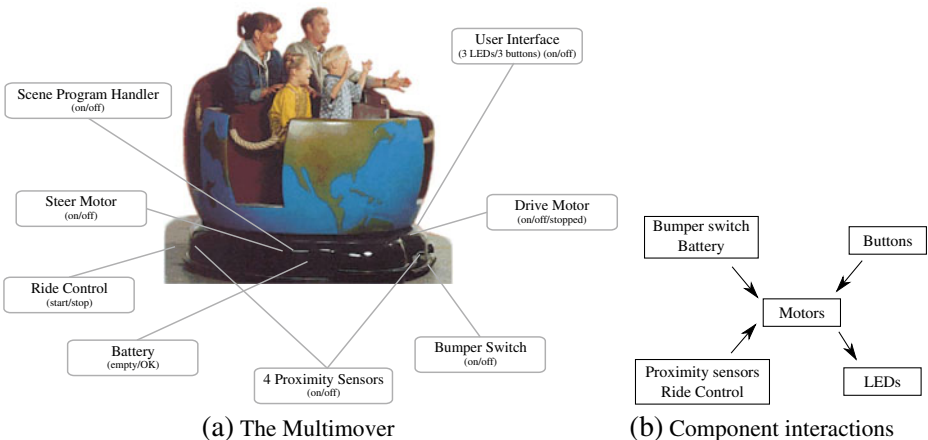 User Interface
(3 LEDs/3 buttons) (on/off)
Scene Program Handler
(on/off)
Steer Motor
(on/off)
Drive Motor
(on/off/stopped)
Ride Control
(start/stop)
Battery
(empty/OK)
4 Proximity Sensors
(on/off)
Bumper Switch
(on/off)
(a) The Multimover
Bumper switch
Battery
Buttons
Motors
Proximity sensors
Ride Control
LEDs
(b) Component interactions